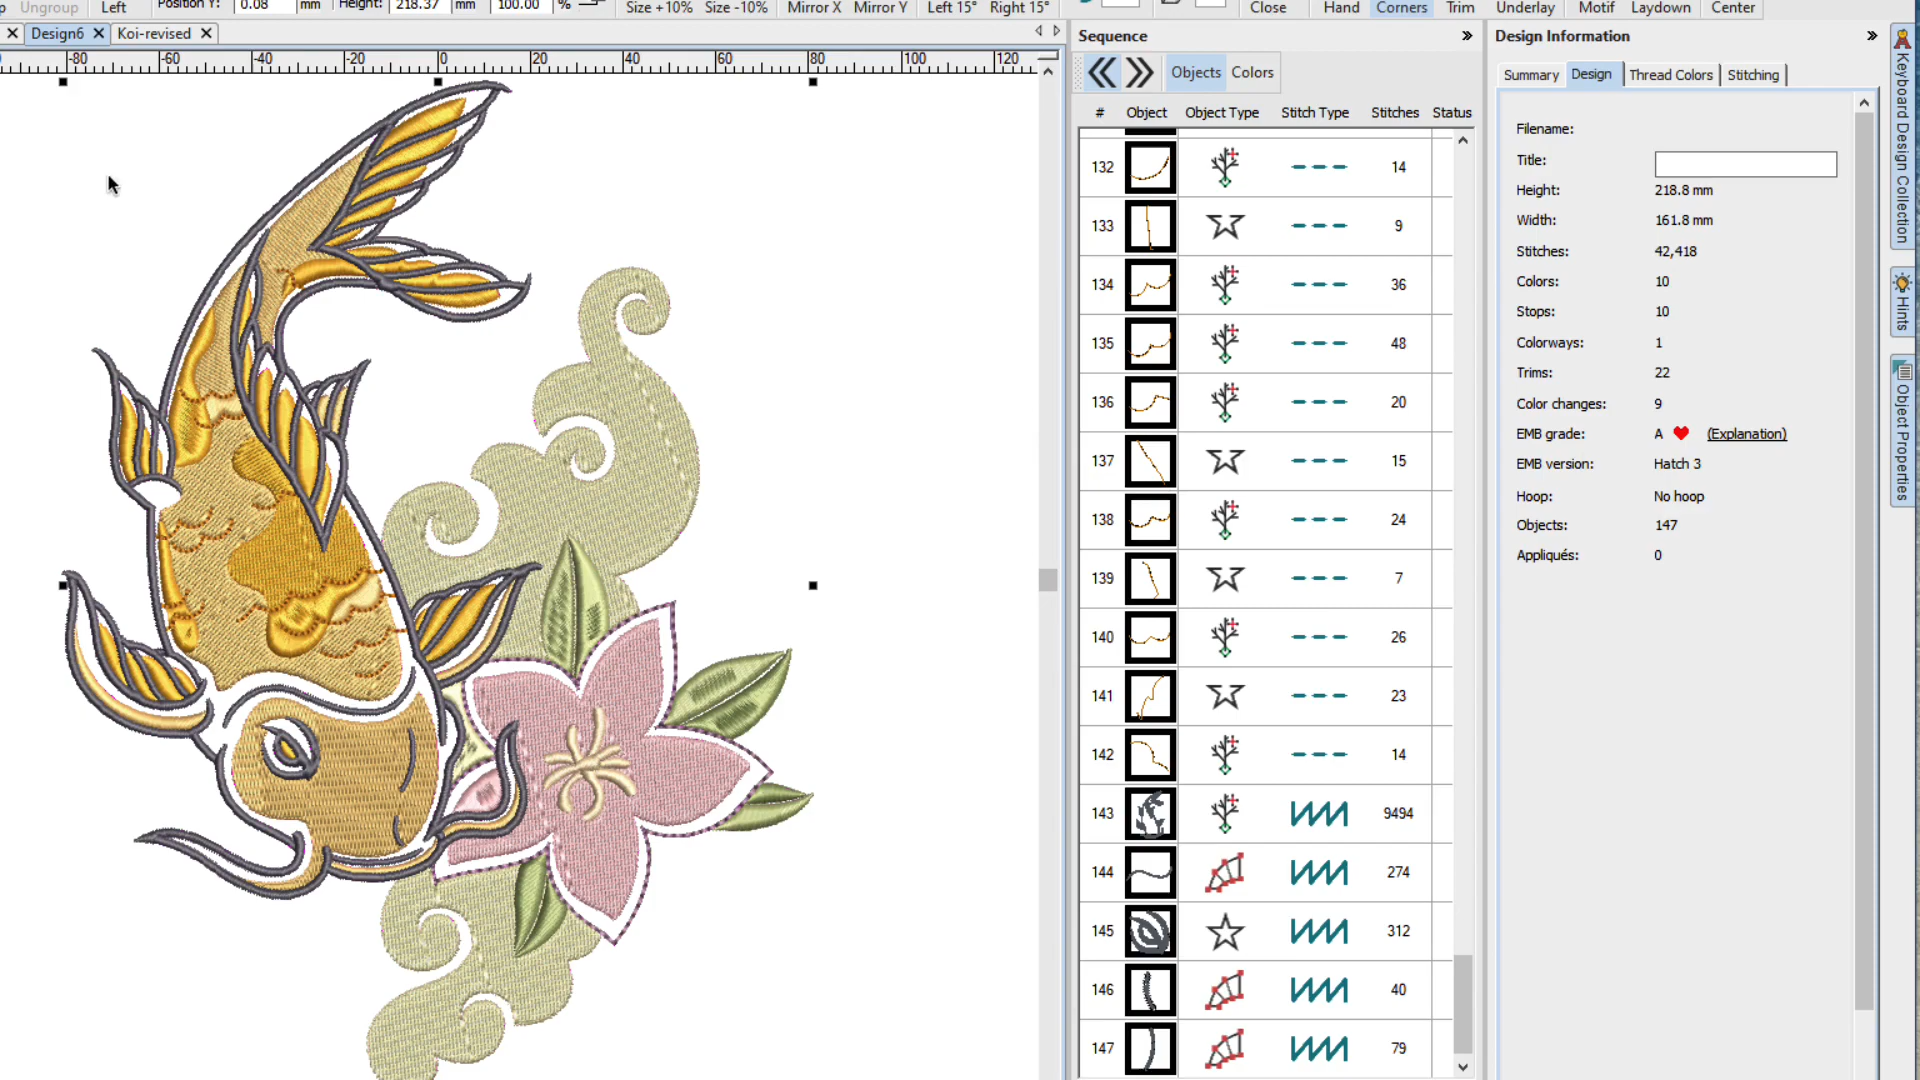 Ungroup Left Position Y: 0.08 mm Height: 218.37 mm 100.00 % Size +10% Size -10% Mirror X Mirror Y Left 15° Right 15° Close Hand Corners Trim Underlay Motif Laydown Center
Design6 Koi-revised
-80 -60 -40 -20 0 20 40 60 80 100 120
Sequence
Objects Colors
# Object Object Type Stitch Type Stitches Status
132 14
133 9
134 36
135 48
136 20
137 15
138 24
139 7
140 26
141 23
142 14
143 9494
144 274
145 312
146 40
147 79
Design Information
Summary Design Thread Colors Stitching
Filename:
Title:
Height: 218.8 mm
Width: 161.8 mm
Stitches: 42,418
Colors: 10
Stops: 10
Colorways: 1
Trims: 22
Color changes: 9
EMB grade: A (Explanation)
EMB version: Hatch 3
Hoop: No hoop
Objects: 147
Appliqués: 0
Keyboard Design Collection
Hints
Object Properties